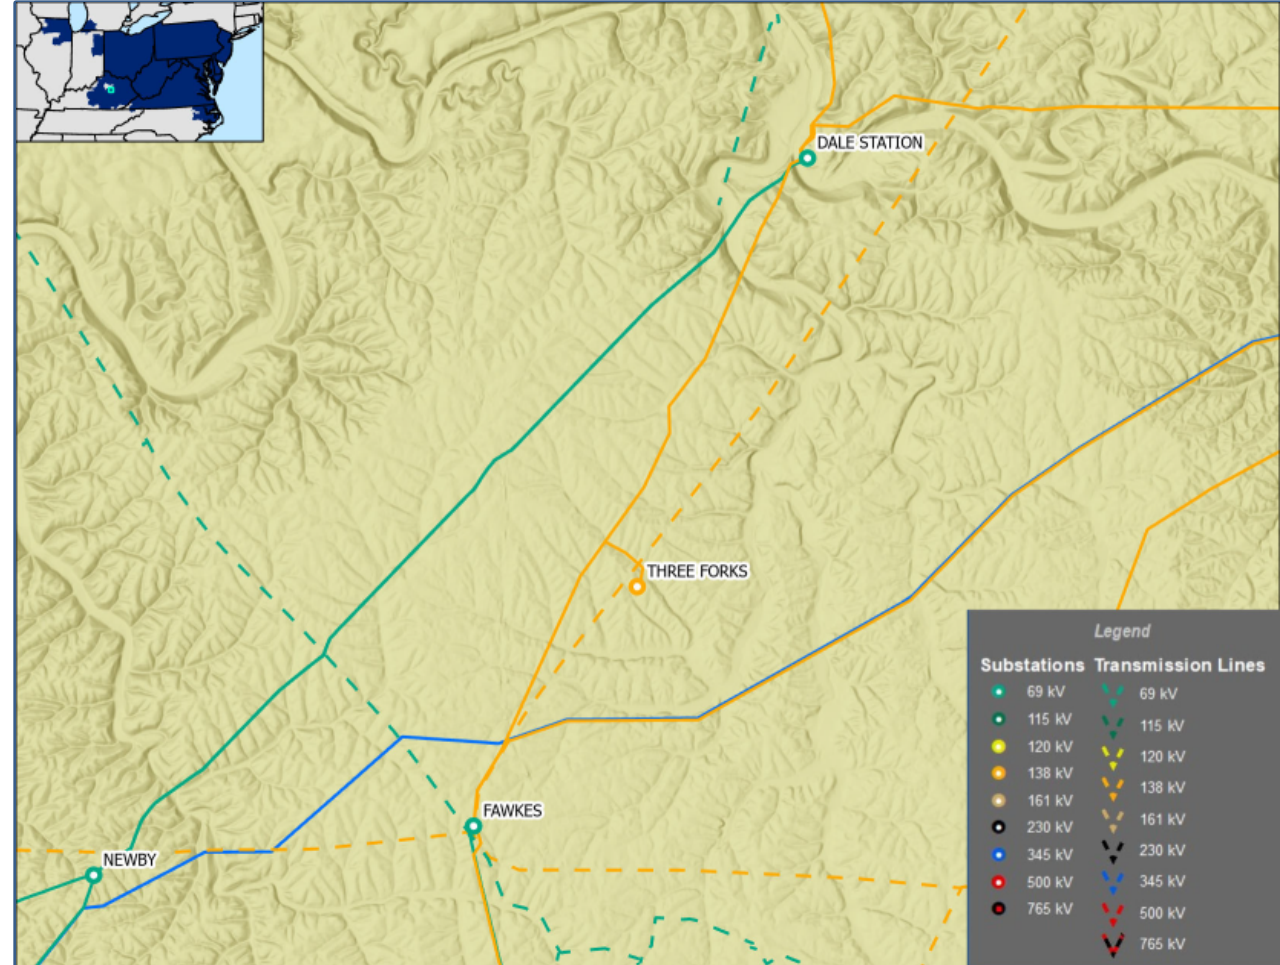 DALE STATION
THREE FORKS
FAWKES
NEWBY
Legend
Substations Transmission Lines
69 kV 69 kV
115 kV 115 kV
120 kV 120 kV
138 kV 138 kV
161 kV 161 kV
230 kV 230 kV
345 kV 345 kV
500 kV 500 kV
765 kV 765 kV